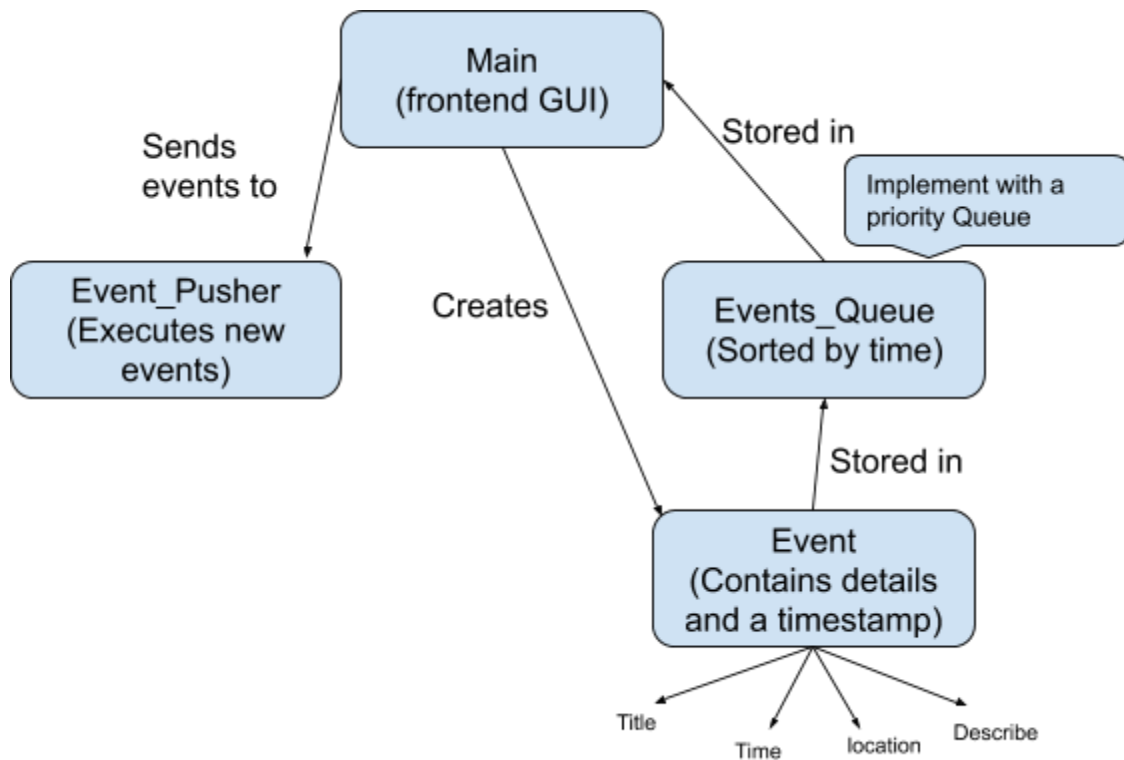 Main
(frontend GUI)
Sends
events to
Stored in
Implement with a
priority Queue
Event_Pusher
(Executes new
events)
Creates
Events_Queue
(Sorted by time)
Stored in
Event
(Contains details
and a timestamp)
Title
Time
location
Describe